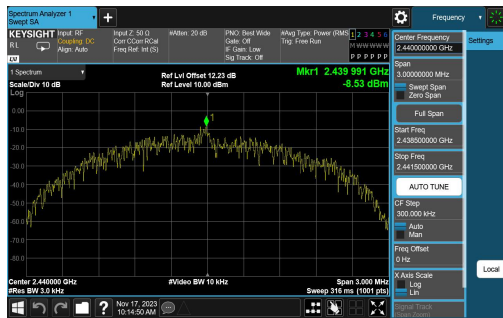 Spectrum Analyzer 1
Swept SA
Frequency
KEYSIGHT
Input: RF
Input Z: 50 Ω
#Atten: 20 dB
PNO: Best Wide
#Avg Type: Power (RMS
1 2 3 4 5 6
RL
Coupling: DC
Corr CCorr RCal
Gate: Off
Trig: Free Run
M W W W W W
Align: Auto
Freq Ref: Int (S)
IF Gain: Low
P P P P P P
Sig Track: Off
LXI
Center Frequency
2.440000000 GHz
Settings
1 Spectrum
Ref Lvl Offset 12.23 dB
Mkr1 2.439 991 GHz
Scale/Div 10 dB
Ref Level 10.00 dBm
-8.53 dBm
Log
1
0.00
-10.0
-20.0
-30.0
-40.0
-50.0
-60.0
-70.0
-80.0
Span
3.00000000 MHz
Swept Span
Zero Span
Full Span
Start Freq
2.438500000 GHz
Stop Freq
2.441500000 GHz
AUTO TUNE
CF Step
300.000 kHz
Auto
Man
Freq Offset
0 Hz
X Axis Scale
Log
Lin
Signal Track
(Span Zoom)
Local
Center 2.440000 GHz
#Video BW 10 kHz
Span 3.000 MHz
#Res BW 3.0 kHz
Sweep 316 ms (1001 pts)
Nov 17, 2023
10:14:50 AM